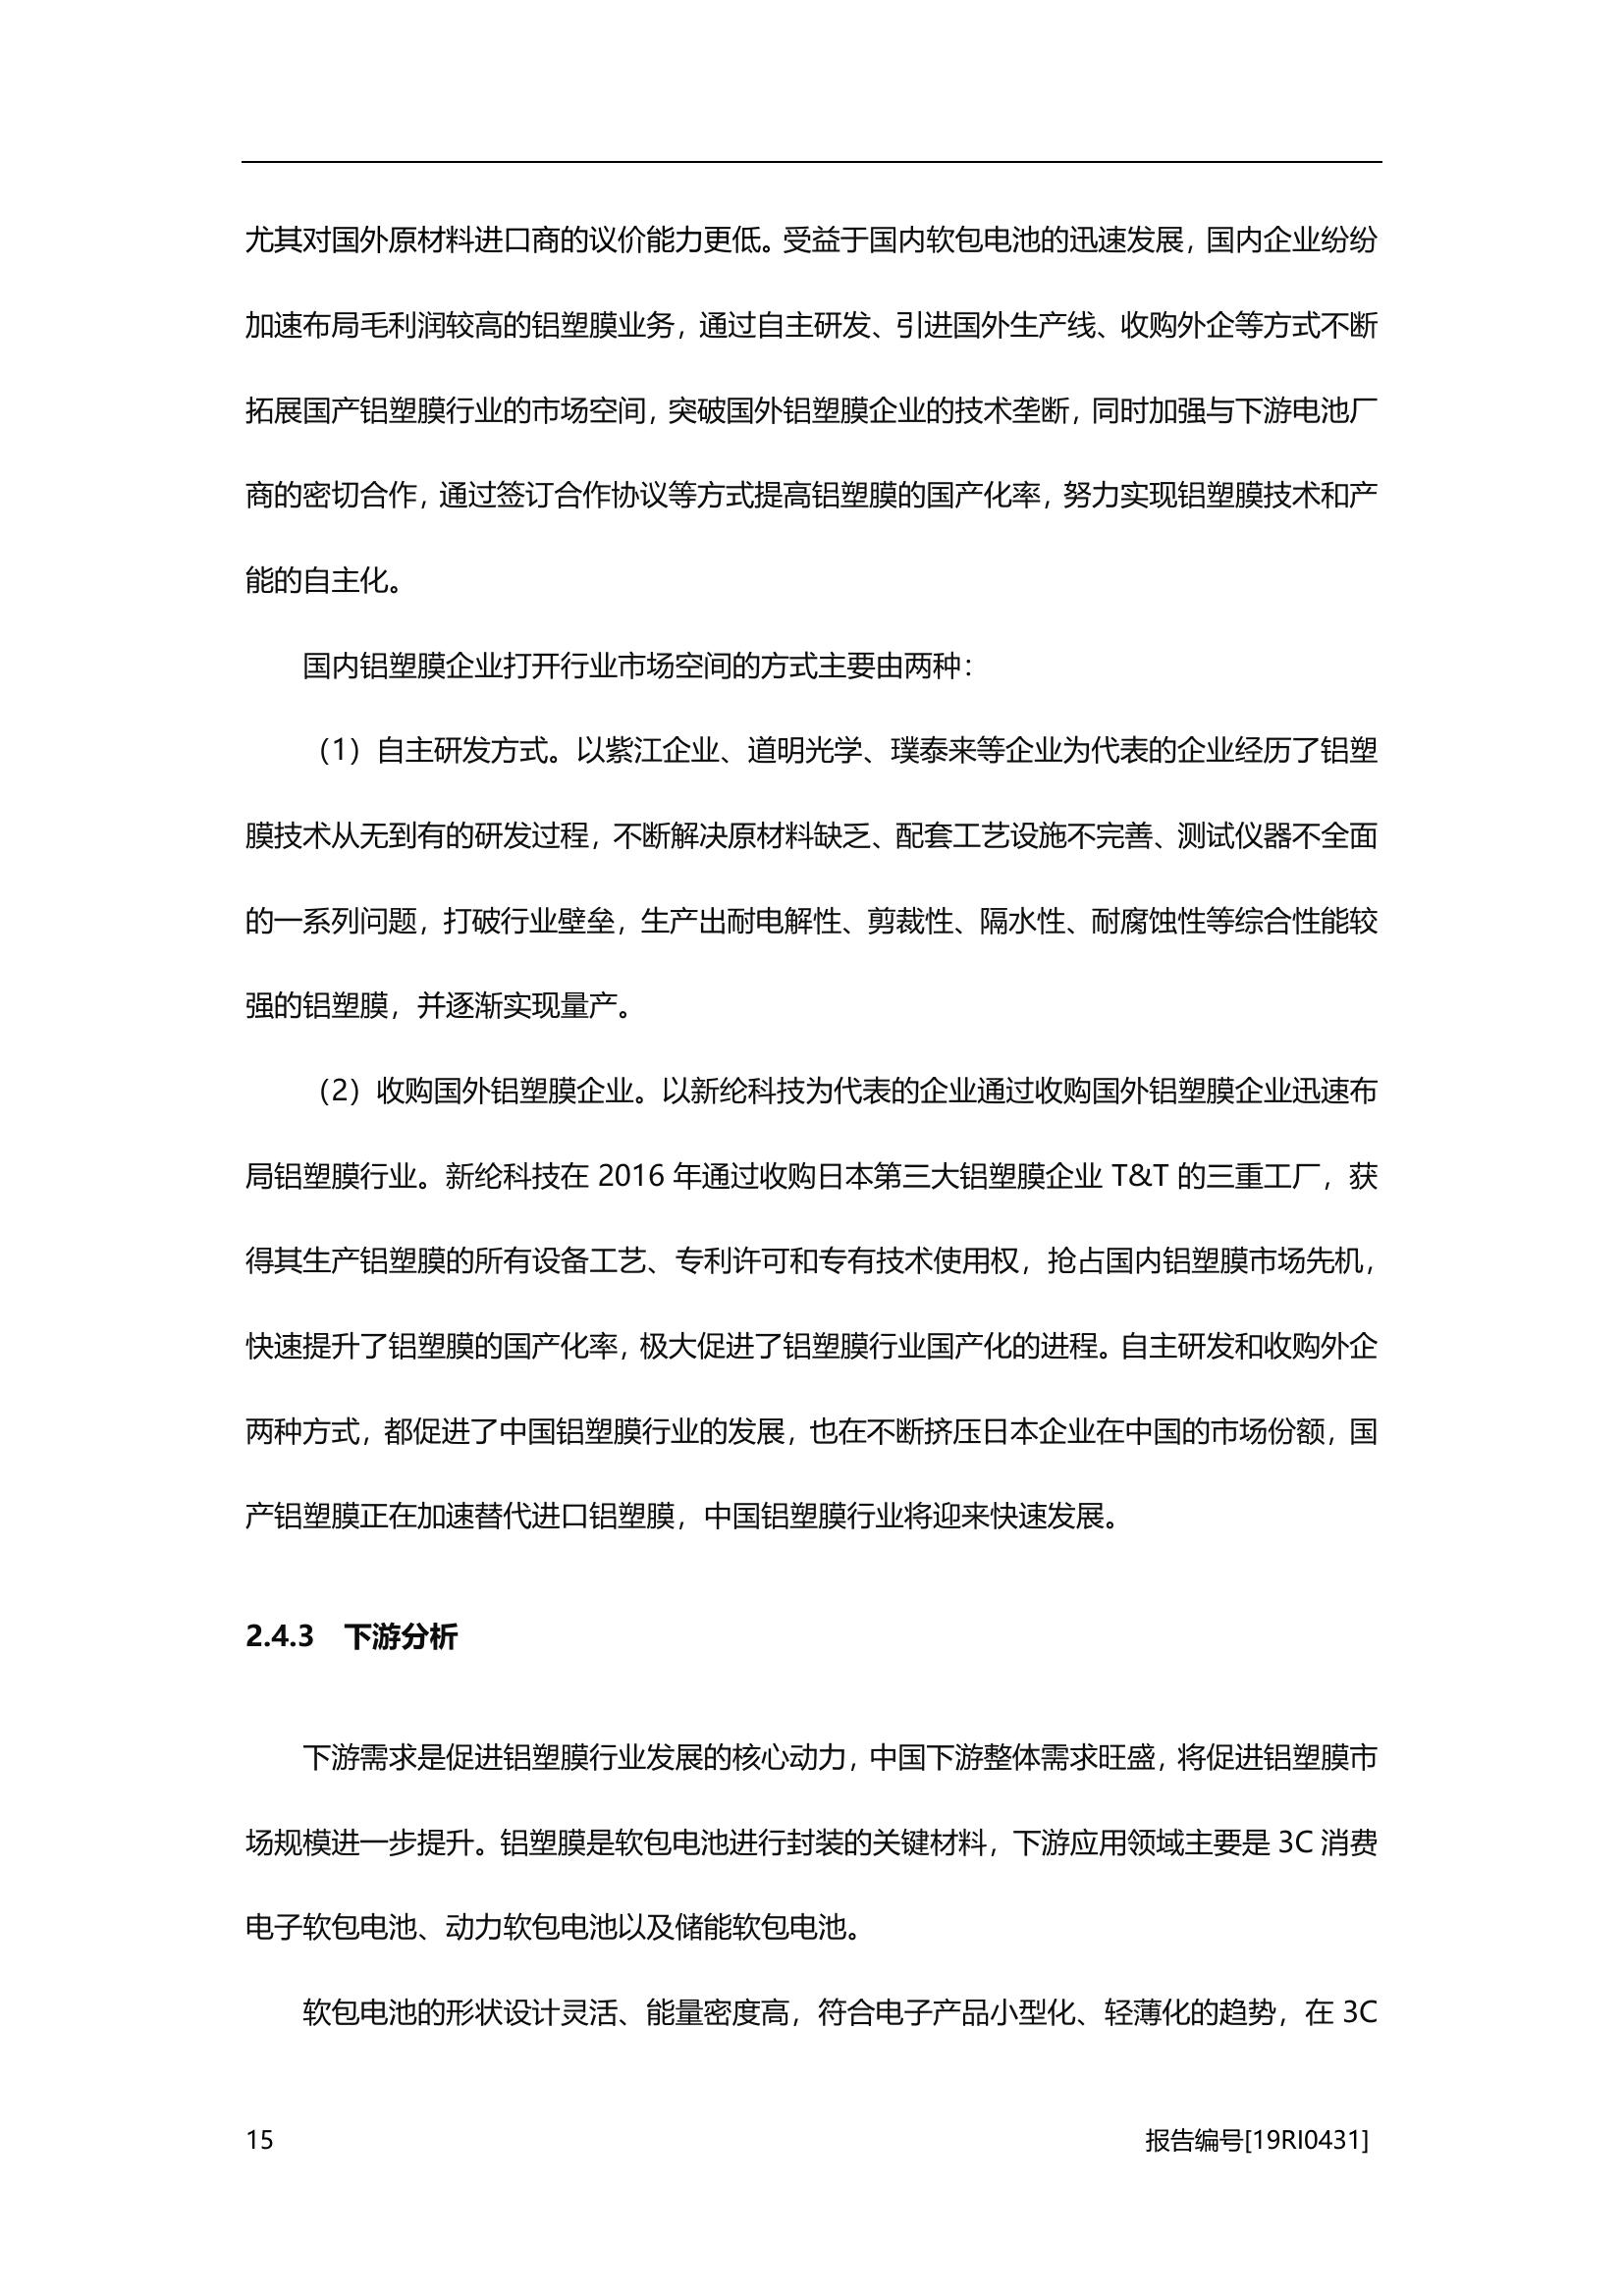 尤其对国外原材料进口商的议价能力更低。受益于国内软包电池的迅速发展，国内企业纷纷
加速布局毛利润较高的铝塑膜业务，通过自主研发、引进国外生产线、收购外企等方式不断
拓展国产铝塑膜行业的市场空间，突破国外铝塑膜企业的技术垄断，同时加强与下游电池厂
商的密切合作，通过签订合作协议等方式提高铝塑膜的国产化率，努力实现铝塑膜技术和产
能的自主化。
国内铝塑膜企业打开行业市场空间的方式主要由两种：
（1）自主研发方式。以紫江企业、道明光学、璞泰来等企业为代表的企业经历了铝塑
膜技术从无到有的研发过程，不断解决原材料缺乏、配套工艺设施不完善、测试仪器不全面
的一系列问题，打破行业壁垒，生产出耐电解性、剪裁性、隔水性、耐腐蚀性等综合性能较
强的铝塑膜，并逐渐实现量产。
（2）收购国外铝塑膜企业。以新纶科技为代表的企业通过收购国外铝塑膜企业迅速布
局铝塑膜行业。新纶科技在 2016 年通过收购日本第三大铝塑膜企业 T&T 的三重工厂，获
得其生产铝塑膜的所有设备工艺、专利许可和专有技术使用权，抢占国内铝塑膜市场先机，
快速提升了铝塑膜的国产化率，极大促进了铝塑膜行业国产化的进程。自主研发和收购外企
两种方式，都促进了中国铝塑膜行业的发展，也在不断挤压日本企业在中国的市场份额，国
产铝塑膜正在加速替代进口铝塑膜，中国铝塑膜行业将迎来快速发展。
2.4.3 下游分析
下游需求是促进铝塑膜行业发展的核心动力，中国下游整体需求旺盛，将促进铝塑膜市
场规模进一步提升。铝塑膜是软包电池进行封装的关键材料，下游应用领域主要是 3C 消费
电子软包电池、动力软包电池以及储能软包电池。
软包电池的形状设计灵活、能量密度高，符合电子产品小型化、轻薄化的趋势，在 3C
15 报告编号[19RI0431]